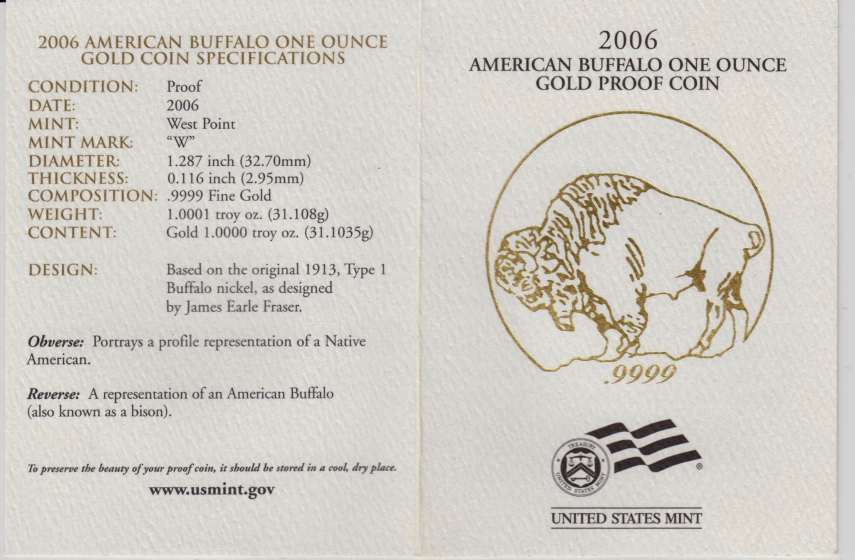 2006 AMERICAN BUFFALO ONE OUNCE
GOLD COIN SPECIFICATIONS
CONDITION: Proof
DATE: 2006
MINT: West Point
MINT MARK: “W”
DIAMETER: 1.287 inch (32.70mm)
THICKNESS: 0.116 inch (2.95mm)
COMPOSITION: .9999 Fine Gold
WEIGHT: 1.0001 troy oz. (31.108g)
CONTENT: Gold 1.0000 troy oz. (31.1035g)
DESIGN: Based on the original 1913, Type 1
Buffalo nickel, as designed
by James Earle Fraser.
Obverse: Portrays a profile representation of a Native
American.
Reverse: A representation of an American Buffalo
(also known as a bison).
To preserve the beauty of your proof coin, it should be stored in a cool, dry place.
www.usmint.gov
2006
AMERICAN BUFFALO ONE OUNCE
GOLD PROOF COIN
.9999
TREASURY
UNITED STATES MINT
®
UNITED STATES MINT